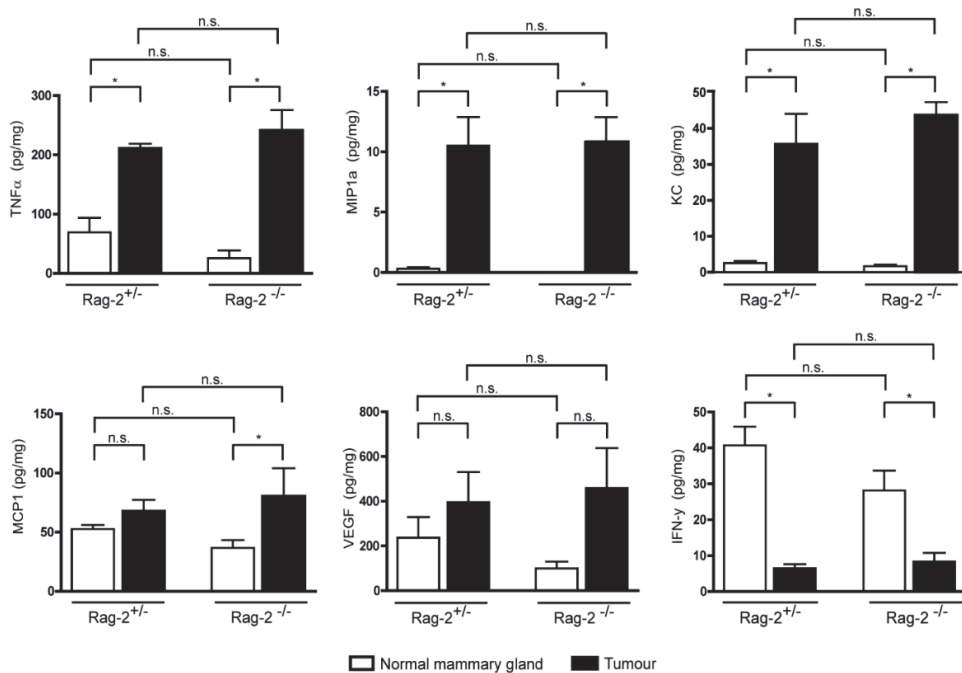 n.s.
n.s.
* *
300
200
100
0
TNFα (pg/mg)
Rag-2+/- Rag-2 -/-
n.s.
n.s.
* *
15
10
5
0
MIP1a (pg/mg)
Rag-2+/- Rag-2 -/-
n.s.
n.s.
* *
50
40
30
20
10
0
KC (pg/mg)
Rag-2+/- Rag-2 -/-
n.s.
n.s.
n.s. *
150
100
50
0
MCP1 (pg/mg)
Rag-2+/- Rag-2 -/-
n.s.
n.s.
n.s. n.s.
800
600
400
200
0
VEGF (pg/mg)
Rag-2+/- Rag-2 -/-
n.s.
n.s.
* *
50
40
30
20
10
0
IFN-y (pg/mg)
Rag-2+/- Rag-2 -/-
Normal mammary gland Tumour